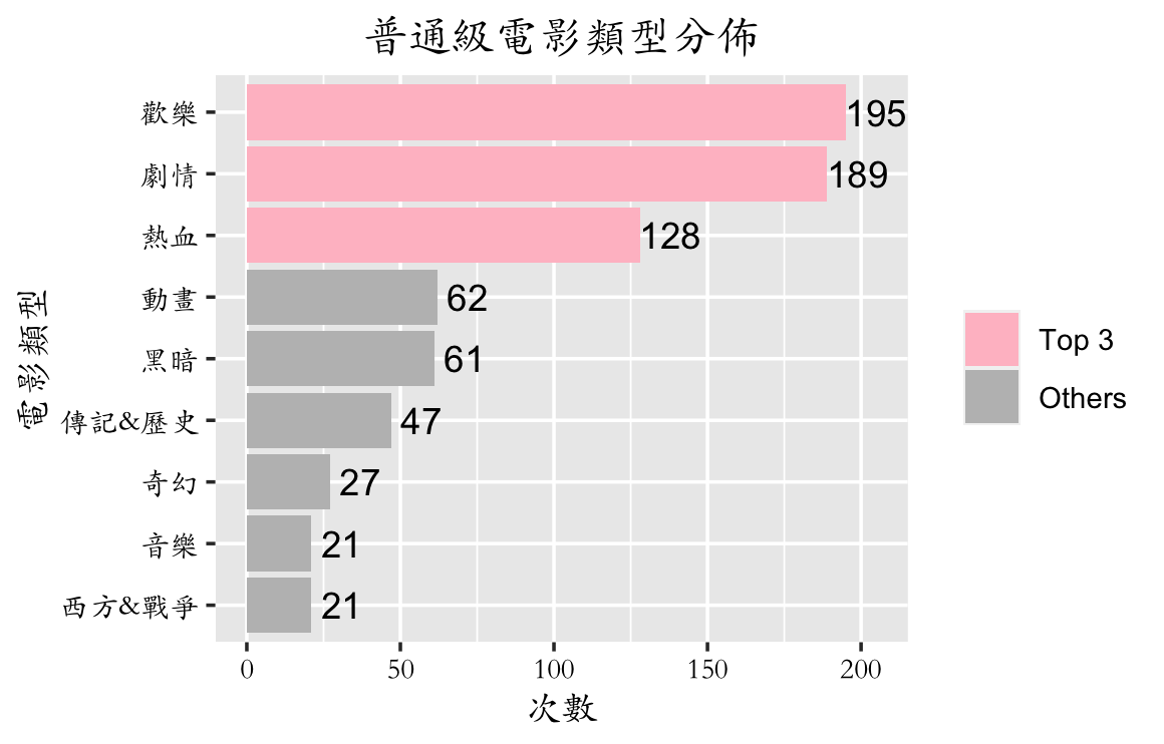 普通級電影類型分佈
電影類型
歡樂
195
劇情
189
熱血
128
動畫
62
黑暗
61
傳記&歷史
47
奇幻
27
音樂
21
西方&戰爭
21
0
50
100
150
200
次數
Top 3
Others